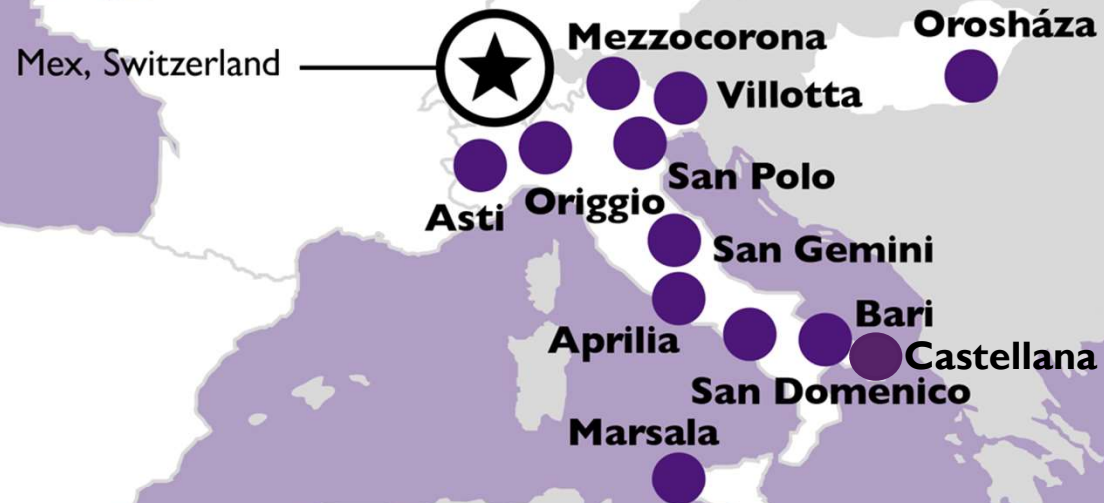 Orosháza
Mezzocorona
Mex, Switzerland
Villotta
San Polo
Origgio
Asti
San Gemini
Bari
Aprilia
Castellana
San Domenico
Marsala